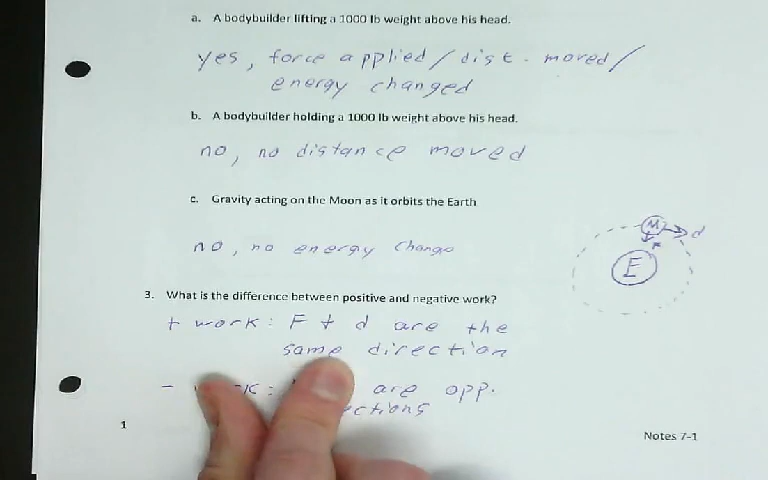 a. A bodybuilder lifting a 1000 lb weight above his head.
yes, force applied / dist. moved /
energy changed
b. A bodybuilder holding a 1000 lb weight above his head.
no, no distance moved
c. Gravity acting on the Moon as it orbits the Earth
no, no energy change
M
d
F
E
3. What is the difference between positive and negative work?
+ work: F + d are the
same direction
- are opp.
1
Notes 7-1